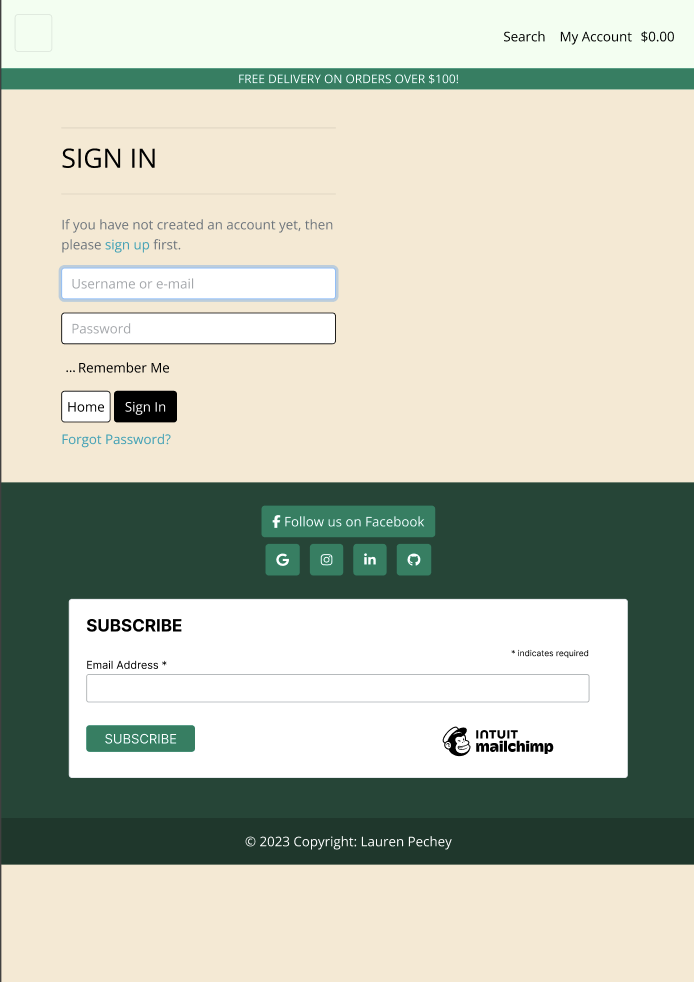 Search My Account $0.00
FREE DELIVERY ON ORDERS OVER $100!
SIGN IN
If you have not created an account yet, then
please sign up first.
Username or e-mail
Password
... Remember Me
Home Sign In
Forgot Password?
Follow us on Facebook
SUBSCRIBE
* indicates required
Email Address *
SUBSCRIBE
INTUIT
mailchimp
© 2023 Copyright: Lauren Pechey